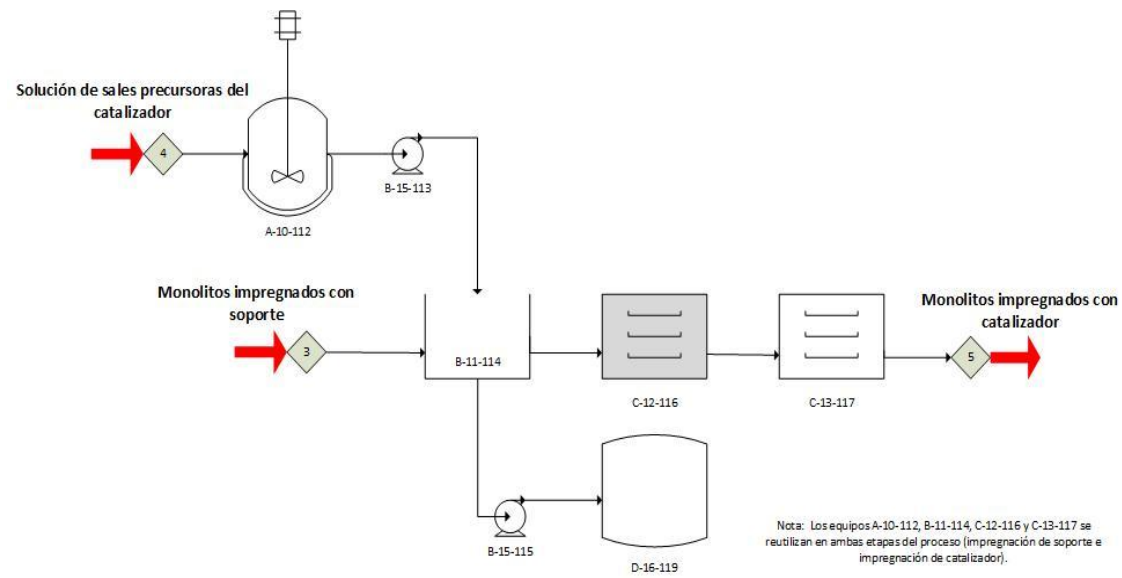 Solución de sales precursoras del
catalizador
4
B-15-113
A-10-112
Monolitos impregnados con
soporte
3
B-11-114
C-12-116
C-13-117
Monolitos impregnados con
catalizador
5
B-15-115
D-16-119
Nota: Los equipos A-10-112, B-11-114, C-12-116 y C-13-117 se
reutilizan en ambas etapas del proceso (impregnación de soporte e
impregnación de catalizador).